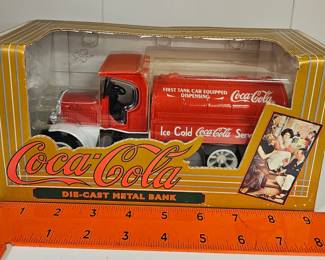 FIRST TANK CAR EQUIPPED
DISPENSING
Coca-Cola
Ice Cold Coca-Cola Serv
Coca-Cola
DIE-CAST METAL BANK
1 2 3 4 5 6 7 8 9
8 7 6 5 4 3 2 1